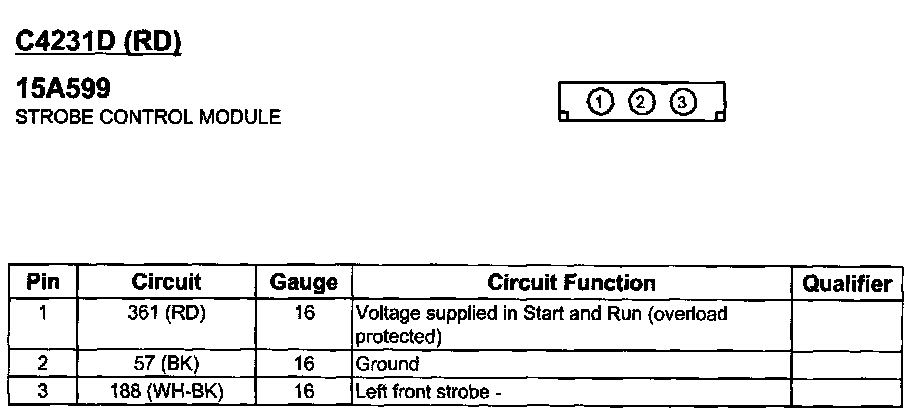 C4231D (RD)
15A599
STROBE CONTROL MODULE
1 2 3
Pin Circuit Gauge Circuit Function Qualifier
1 361 (RD) 16 Voltage supplied in Start and Run (overload
protected)
2 57 (BK) 16 Ground
3 188 (WH-BK) 16 Left front strobe -